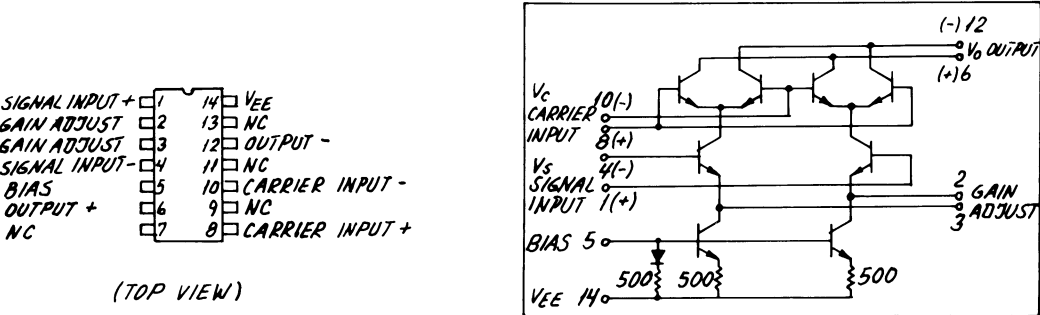 SIGNAL INPUT + 1 14 VEE
GAIN ADJUST 2 13 NC
GAIN ADJUST 3 12 OUTPUT -
SIGNAL INPUT - 4 11 NC
BIAS 5 10 CARRIER INPUT -
OUTPUT + 6 9 NC
NC 7 8 CARRIER INPUT +
(TOP VIEW)
(-) 12
Vo OUTPUT
(+) 6
VC
CARRIER 10(-)
INPUT
8(+)
VS 4(-)
SIGNAL
INPUT 1(+)
2
GAIN
ADJUST
3
BIAS 5
500 500 500
VEE 14